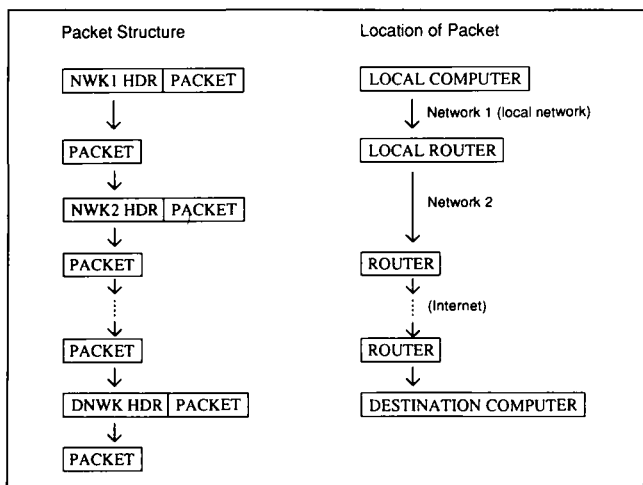 Packet Structure
Location of Packet
NWK1 HDR PACKET
LOCAL COMPUTER
Network 1 (local network)
PACKET
LOCAL ROUTER
NWK2 HDR PACKET
Network 2
PACKET
ROUTER
(Internet)
PACKET
ROUTER
DNWK HDR PACKET
DESTINATION COMPUTER
PACKET